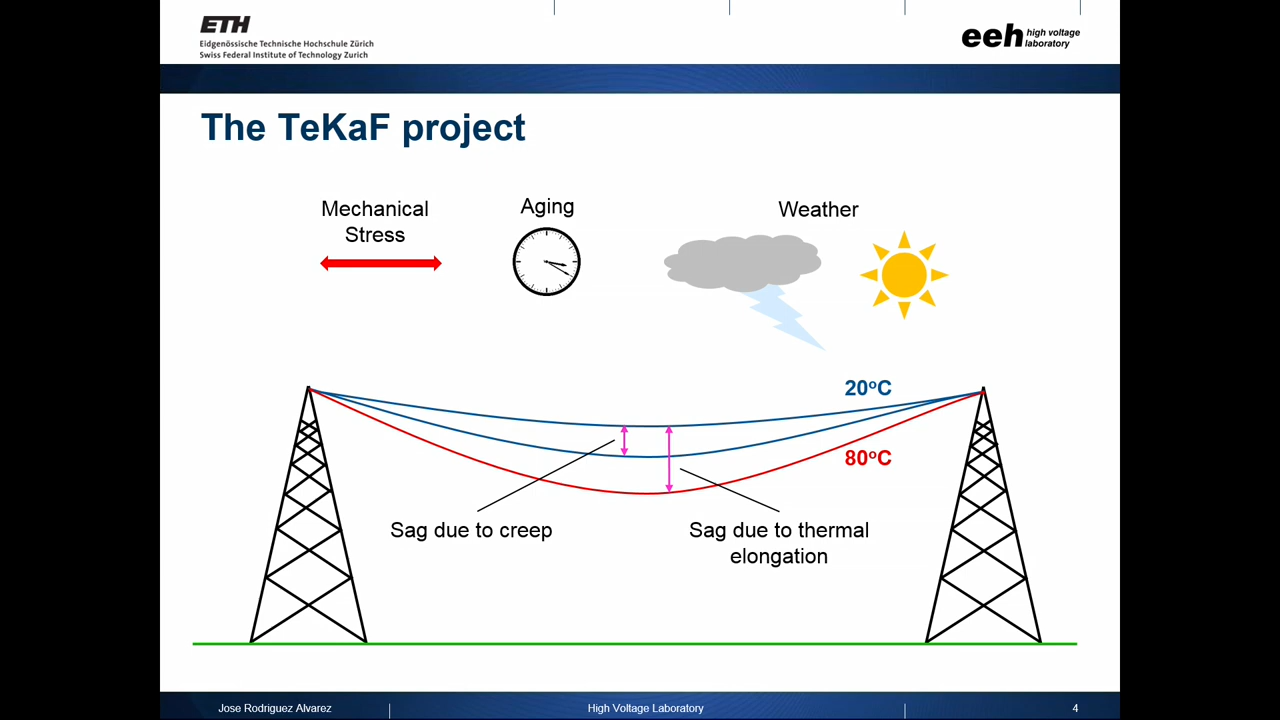 ETH
Eidgenössische Technische Hochschule Zürich
Swiss Federal Institute of Technology Zurich
eeh high voltage
laboratory
The TeKaF project
Mechanical
Stress
Aging
Weather
20°C
80°C
Sag due to creep
Sag due to thermal
elongation
Jose Rodriguez Alvarez
High Voltage Laboratory
4